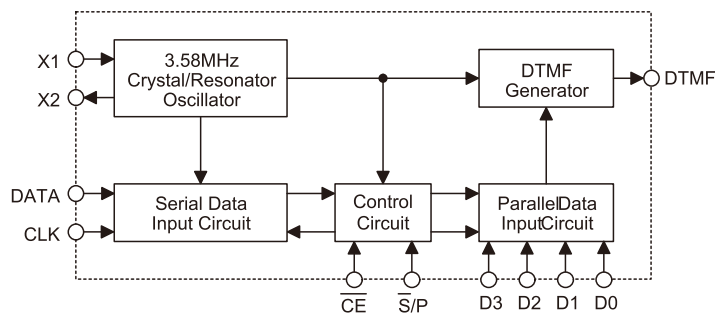 X1
X2
3.58MHz
Crystal/Resonator
Oscillator
DTMF
Generator
DTMF
DATA
CLK
Serial Data
Input Circuit
Control
Circuit
ParallelData
InputCircuit
C̅E̅
S̅/P
D3
D2
D1
D0